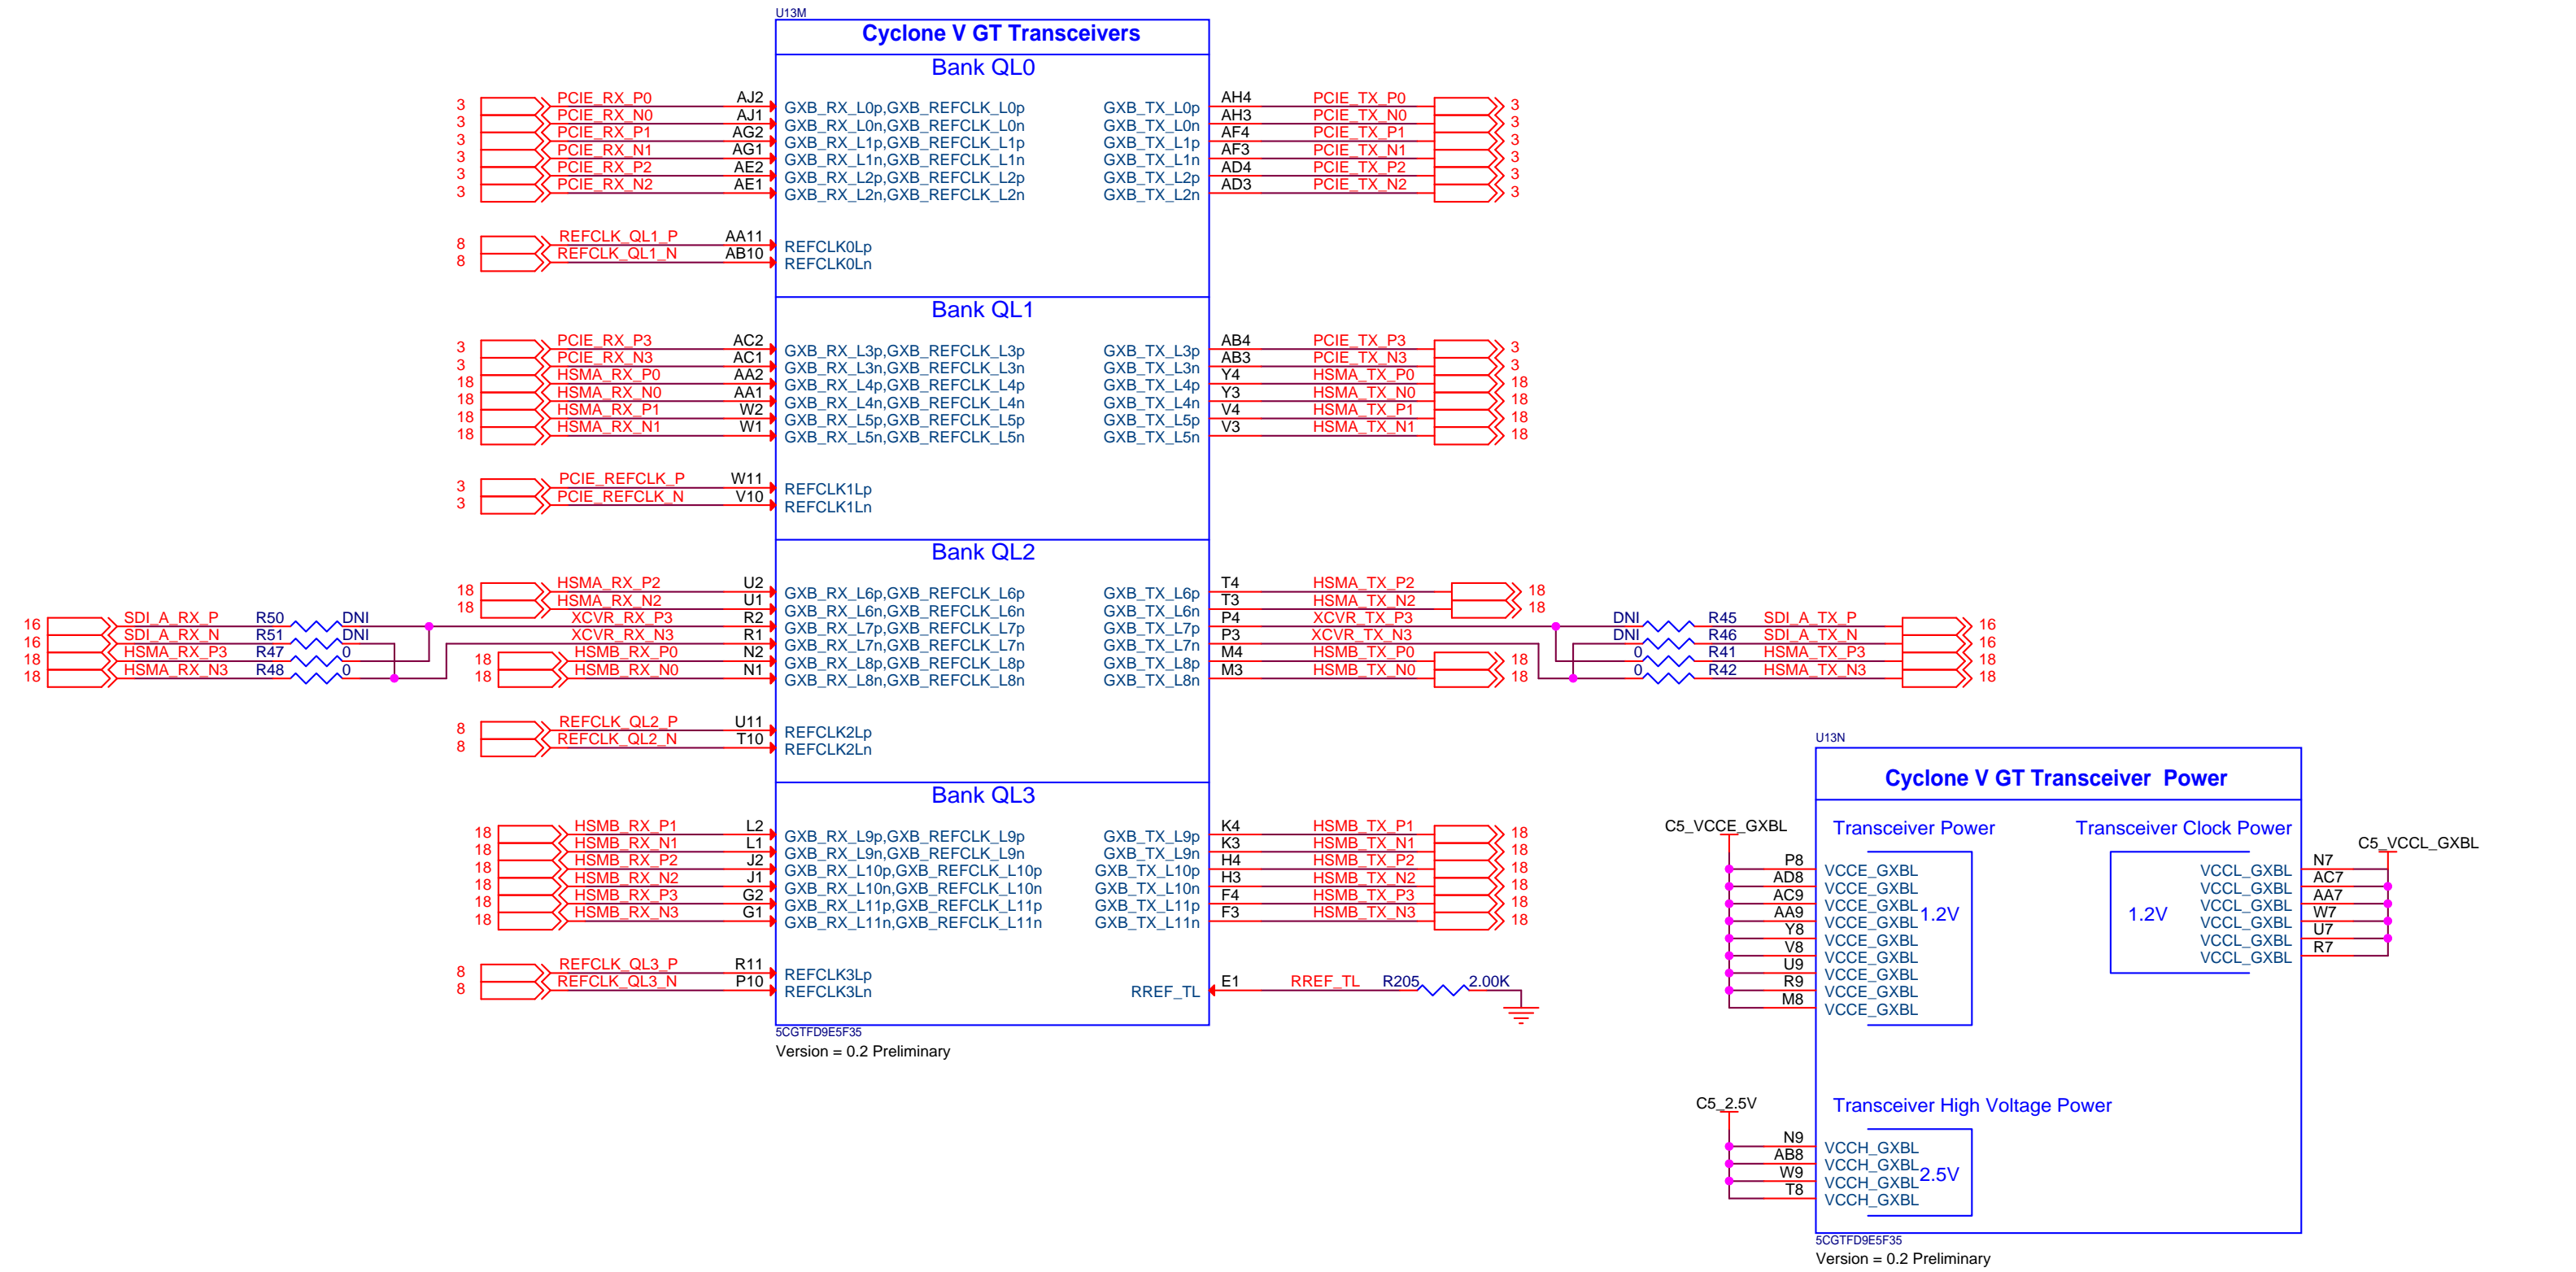 U13M
Cyclone V GT Transceivers
Bank QL0
3 PCIE_RX_P0 AJ2 GXB_RX_L0p,GXB_REFCLK_L0p GXB_TX_L0p AH4 PCIE_TX_P0 3
3 PCIE_RX_N0 AJ1 GXB_RX_L0n,GXB_REFCLK_L0n GXB_TX_L0n AH3 PCIE_TX_N0 3
3 PCIE_RX_P1 AG2 GXB_RX_L1p,GXB_REFCLK_L1p GXB_TX_L1p AF4 PCIE_TX_P1 3
3 PCIE_RX_N1 AG1 GXB_RX_L1n,GXB_REFCLK_L1n GXB_TX_L1n AF3 PCIE_TX_N1 3
3 PCIE_RX_P2 AE2 GXB_RX_L2p,GXB_REFCLK_L2p GXB_TX_L2p AD4 PCIE_TX_P2 3
3 PCIE_RX_N2 AE1 GXB_RX_L2n,GXB_REFCLK_L2n GXB_TX_L2n AD3 PCIE_TX_N2 3
8 REFCLK_QL1_P AA11 REFCLK0Lp
8 REFCLK_QL1_N AB10 REFCLK0Ln
Bank QL1
3 PCIE_RX_P3 AC2 GXB_RX_L3p,GXB_REFCLK_L3p GXB_TX_L3p AB4 PCIE_TX_P3 3
3 PCIE_RX_N3 AC1 GXB_RX_L3n,GXB_REFCLK_L3n GXB_TX_L3n AB3 PCIE_TX_N3 3
18 HSMA_RX_P0 AA2 GXB_RX_L4p,GXB_REFCLK_L4p GXB_TX_L4p Y4 HSMA_TX_P0 18
18 HSMA_RX_N0 AA1 GXB_RX_L4n,GXB_REFCLK_L4n GXB_TX_L4n Y3 HSMA_TX_N0 18
18 HSMA_RX_P1 W2 GXB_RX_L5p,GXB_REFCLK_L5p GXB_TX_L5p V4 HSMA_TX_P1 18
18 HSMA_RX_N1 W1 GXB_RX_L5n,GXB_REFCLK_L5n GXB_TX_L5n V3 HSMA_TX_N1 18
3 PCIE_REFCLK_P W11 REFCLK1Lp
3 PCIE_REFCLK_N V10 REFCLK1Ln
Bank QL2
18 HSMA_RX_P2 U2 GXB_RX_L6p,GXB_REFCLK_L6p GXB_TX_L6p T4 HSMA_TX_P2 18
18 HSMA_RX_N2 U1 GXB_RX_L6n,GXB_REFCLK_L6n GXB_TX_L6n T3 HSMA_TX_N2 18
16 SDI_A_RX_P R50 DNI XCVR_RX_P3 R2 GXB_RX_L7p,GXB_REFCLK_L7p GXB_TX_L7p P4 XCVR_TX_P3 DNI R45 SDI_A_TX_P 16
16 SDI_A_RX_N R51 DNI XCVR_RX_N3 R1 GXB_RX_L7n,GXB_REFCLK_L7n GXB_TX_L7n P3 XCVR_TX_N3 DNI R46 SDI_A_TX_N 16
18 HSMA_RX_P3 R47 0 18 HSMB_RX_P0 N2 GXB_RX_L8p,GXB_REFCLK_L8p GXB_TX_L8p M4 HSMB_TX_P0 18 0 R41 HSMA_TX_P3 18
18 HSMA_RX_N3 R48 0 18 HSMB_RX_N0 N1 GXB_RX_L8n,GXB_REFCLK_L8n GXB_TX_L8n M3 HSMB_TX_N0 18 0 R42 HSMA_TX_N3 18
8 REFCLK_QL2_P U11 REFCLK2Lp
8 REFCLK_QL2_N T10 REFCLK2Ln
Bank QL3
18 HSMB_RX_P1 L2 GXB_RX_L9p,GXB_REFCLK_L9p GXB_TX_L9p K4 HSMB_TX_P1 18
18 HSMB_RX_N1 L1 GXB_RX_L9n,GXB_REFCLK_L9n GXB_TX_L9n K3 HSMB_TX_N1 18
18 HSMB_RX_P2 J2 GXB_RX_L10p,GXB_REFCLK_L10p GXB_TX_L10p H4 HSMB_TX_P2 18
18 HSMB_RX_N2 J1 GXB_RX_L10n,GXB_REFCLK_L10n GXB_TX_L10n H3 HSMB_TX_N2 18
18 HSMB_RX_P3 G2 GXB_RX_L11p,GXB_REFCLK_L11p GXB_TX_L11p F4 HSMB_TX_P3 18
18 HSMB_RX_N3 G1 GXB_RX_L11n,GXB_REFCLK_L11n GXB_TX_L11n F3 HSMB_TX_N3 18
8 REFCLK_QL3_P R11 REFCLK3Lp
8 REFCLK_QL3_N P10 REFCLK3Ln RREF_TL E1 RREF_TL R205 2.00K
5CGTFD9E5F35
Version = 0.2 Preliminary
U13N
Cyclone V GT Transceiver Power
C5_VCCE_GXBL Transceiver Power Transceiver Clock Power C5_VCCL_GXBL
P8 VCCE_GXBL VCCL_GXBL N7
AD8 VCCE_GXBL VCCL_GXBL AC7
AC9 VCCE_GXBL VCCL_GXBL AA7
1.2V 1.2V
AA9 VCCE_GXBL VCCL_GXBL W7
Y8 VCCE_GXBL VCCL_GXBL U7
V8 VCCE_GXBL VCCL_GXBL R7
U9 VCCE_GXBL
R9 VCCE_GXBL
M8 VCCE_GXBL
C5_2.5V Transceiver High Voltage Power
N9 VCCH_GXBL
AB8 VCCH_GXBL
2.5V
W9 VCCH_GXBL
T8 VCCH_GXBL
5CGTFD9E5F35
Version = 0.2 Preliminary